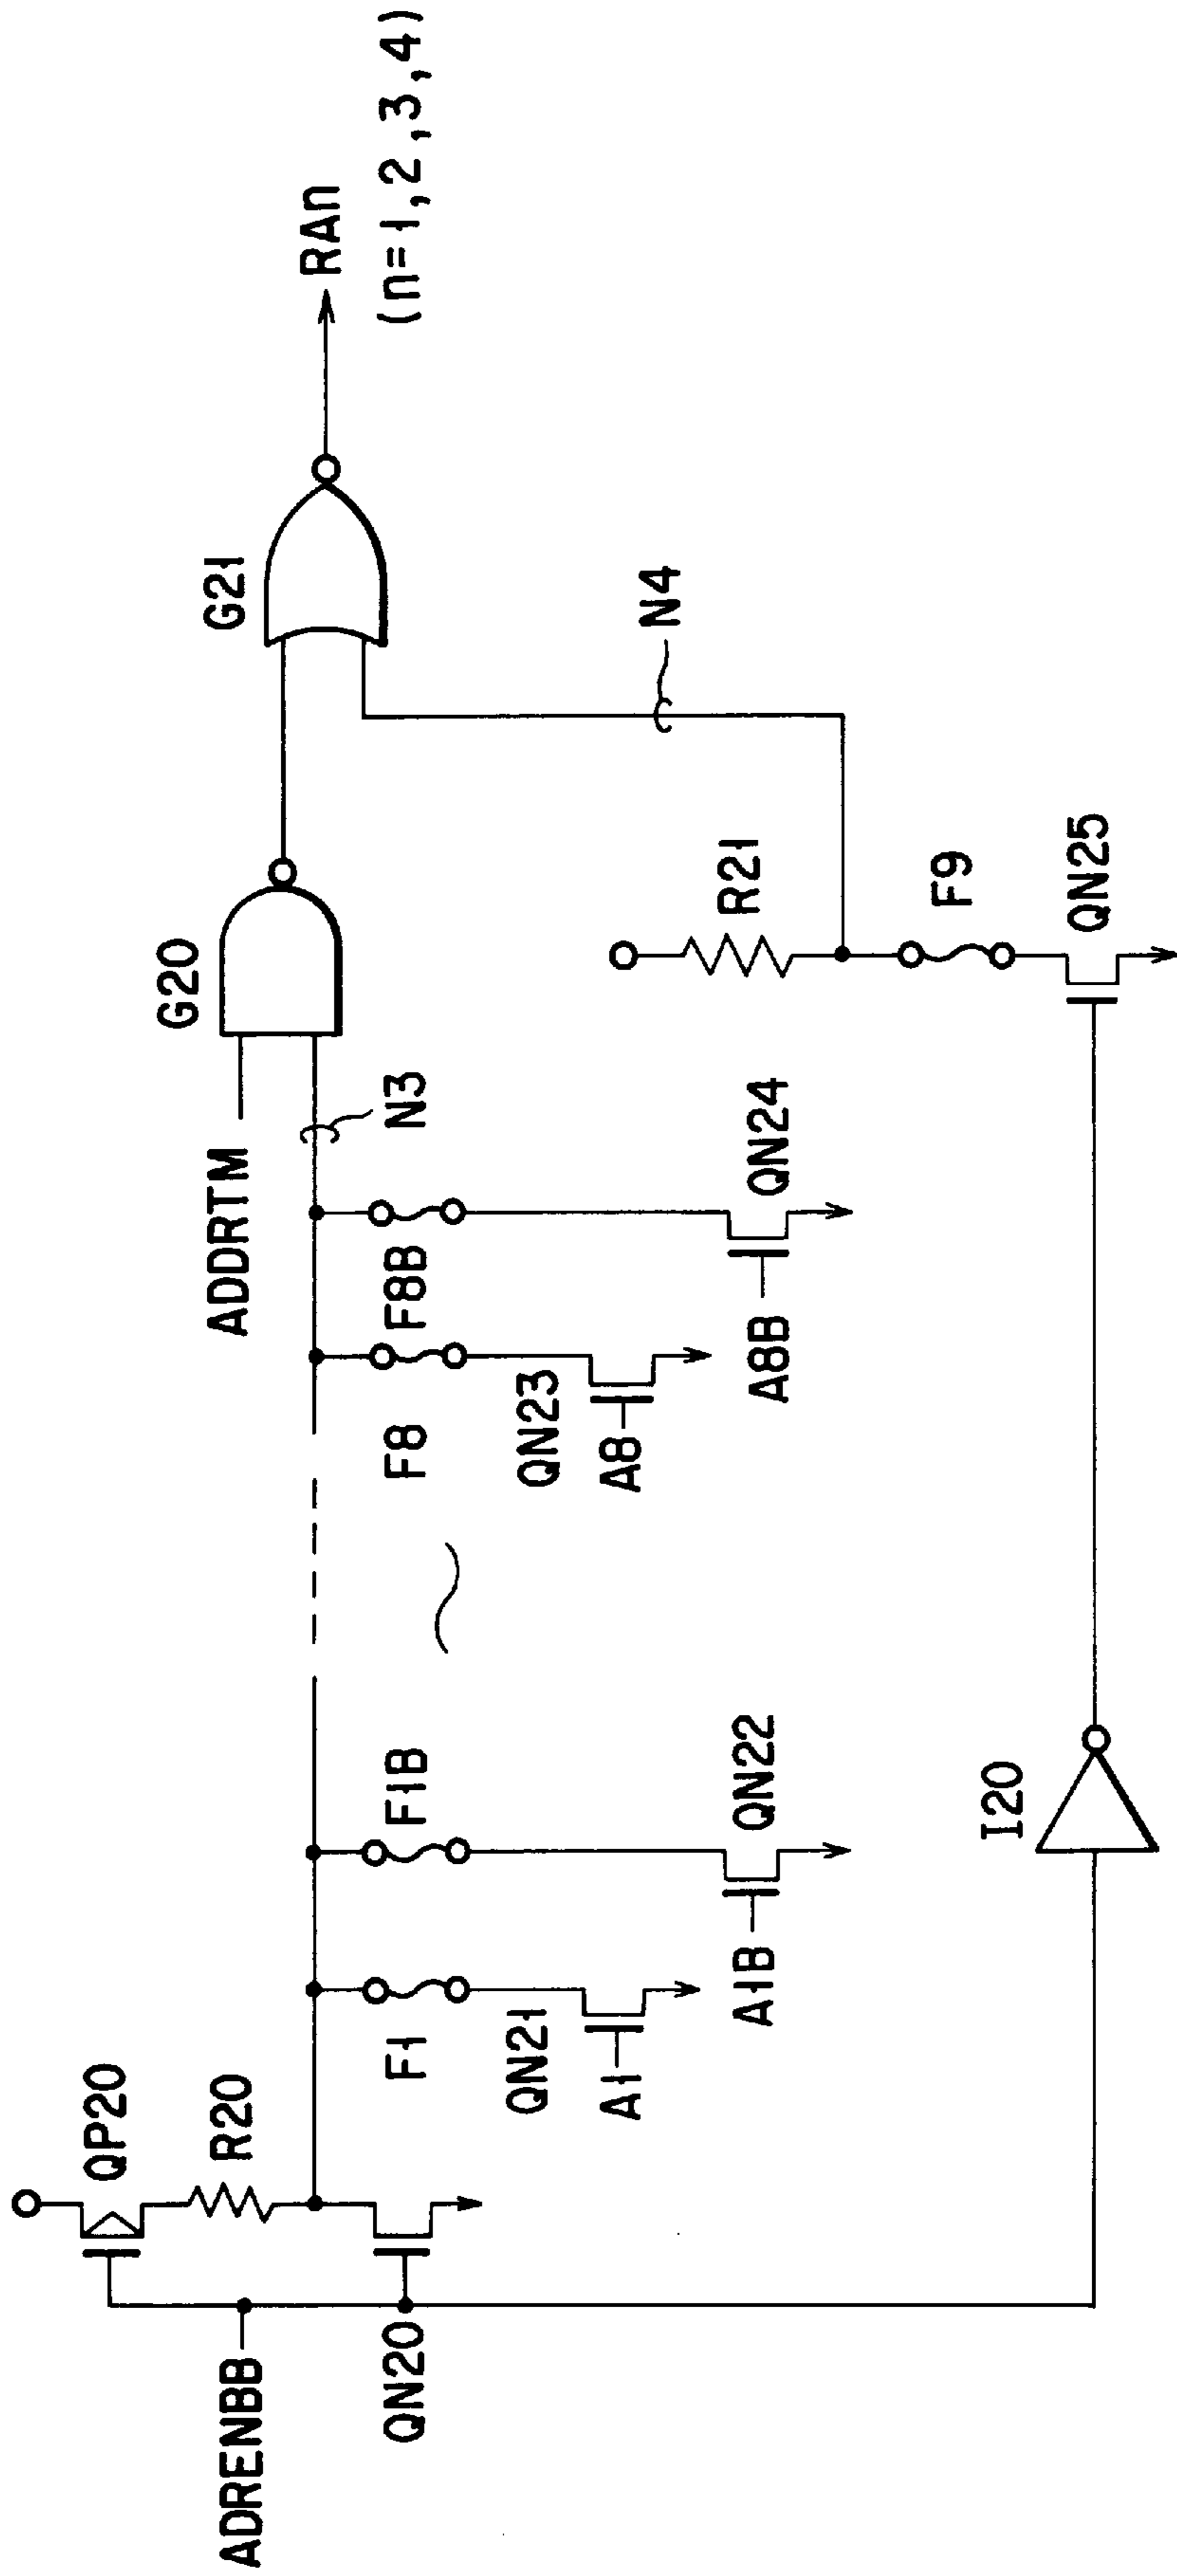 ADRENBB
QP20
R20
QN20
F1
QN21
A1
F1B
A1B
QN22
F8
QN23
A8
F8B
A8B
QN24
N3
ADDRTM
G20
G21
RAn
(n=1,2,3,4)
N4
R21
F9
QN25
I20